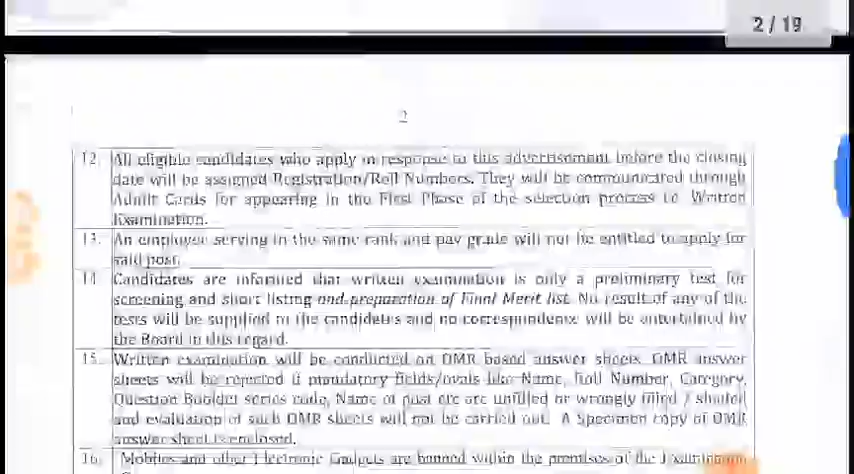 2 / 19
2
12. All eligible candidates who apply in response to this advertisement before the closing
date will be assigned Registration/Roll Numbers. They will be communicated through
Admit Cards for appearing in the First Phase of the selection process i.e. Written
Examination.
13. An employee serving in the same rank and pay grade will not be entitled to apply for
said post.
14. Candidates are informed that written examination is only a preliminary test for
screening and short listing and preparation of Final Merit list. No result of any of the
tests will be supplied to the candidates and no correspondence will be entertained by
the Board in this regard.
15. Written examination will be conducted on OMR based answer sheets. OMR answer
sheets will be rejected if mandatory fields/ovals like Name, Roll Number, Category,
Question Booklet series code, Name of post etc are unfilled or wrongly filled / shaded
and evaluation of such OMR sheets will not be carried out. A Specimen copy of OMR
answer sheet is enclosed.
16. Mobiles and other Electronic Gadgets are banned within the premises of the Examination